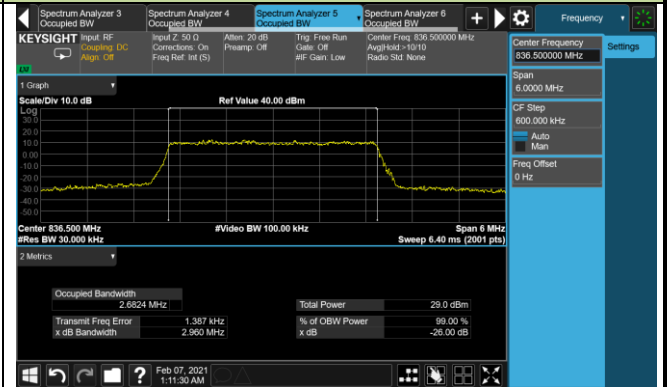 Spectrum Analyzer 3
Occupied BW
Spectrum Analyzer 4
Occupied BW
Spectrum Analyzer 5
Occupied BW
Spectrum Analyzer 6
Occupied BW
Frequency
KEYSIGHT
Input: RF
Coupling: DC
Align: Off
Input Z: 50 Ω
Corrections: On
Freq Ref: Int (S)
Atten: 20 dB
Preamp: Off
Trig: Free Run
Gate: Off
#IF Gain: Low
Center Freq: 836.500000 MHz
Avg|Hold:>10/10
Radio Std: None
Center Frequency
836.500000 MHz
Settings
Span
6.0000 MHz
CF Step
600.000 kHz
Auto
Man
Freq Offset
0 Hz
1 Graph
Scale/Div 10.0 dB
Ref Value 40.00 dBm
Log
30.0
20.0
10.0
0.00
-10.0
-20.0
-30.0
-40.0
-50.0
Center 836.500 MHz
#Video BW 100.00 kHz
Span 6 MHz
#Res BW 30.000 kHz
Sweep 6.40 ms (2001 pts)
2 Metrics
Occupied Bandwidth
2.6824 MHz
Total Power
29.0 dBm
Transmit Freq Error
1.387 kHz
% of OBW Power
99.00 %
x dB Bandwidth
2.960 MHz
x dB
-26.00 dB
Feb 07, 2021
1:11:30 AM